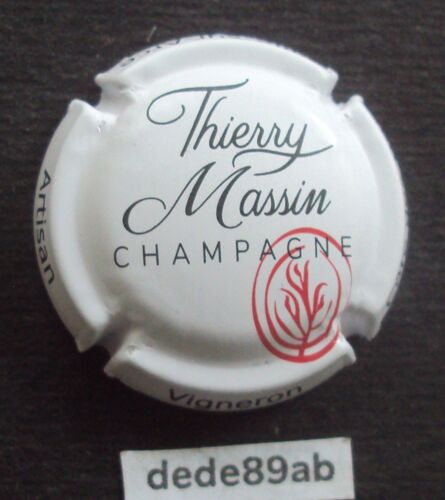 Thierry
Massin
CHAMPAGNE
Artisan
Vigneron
dede89ab